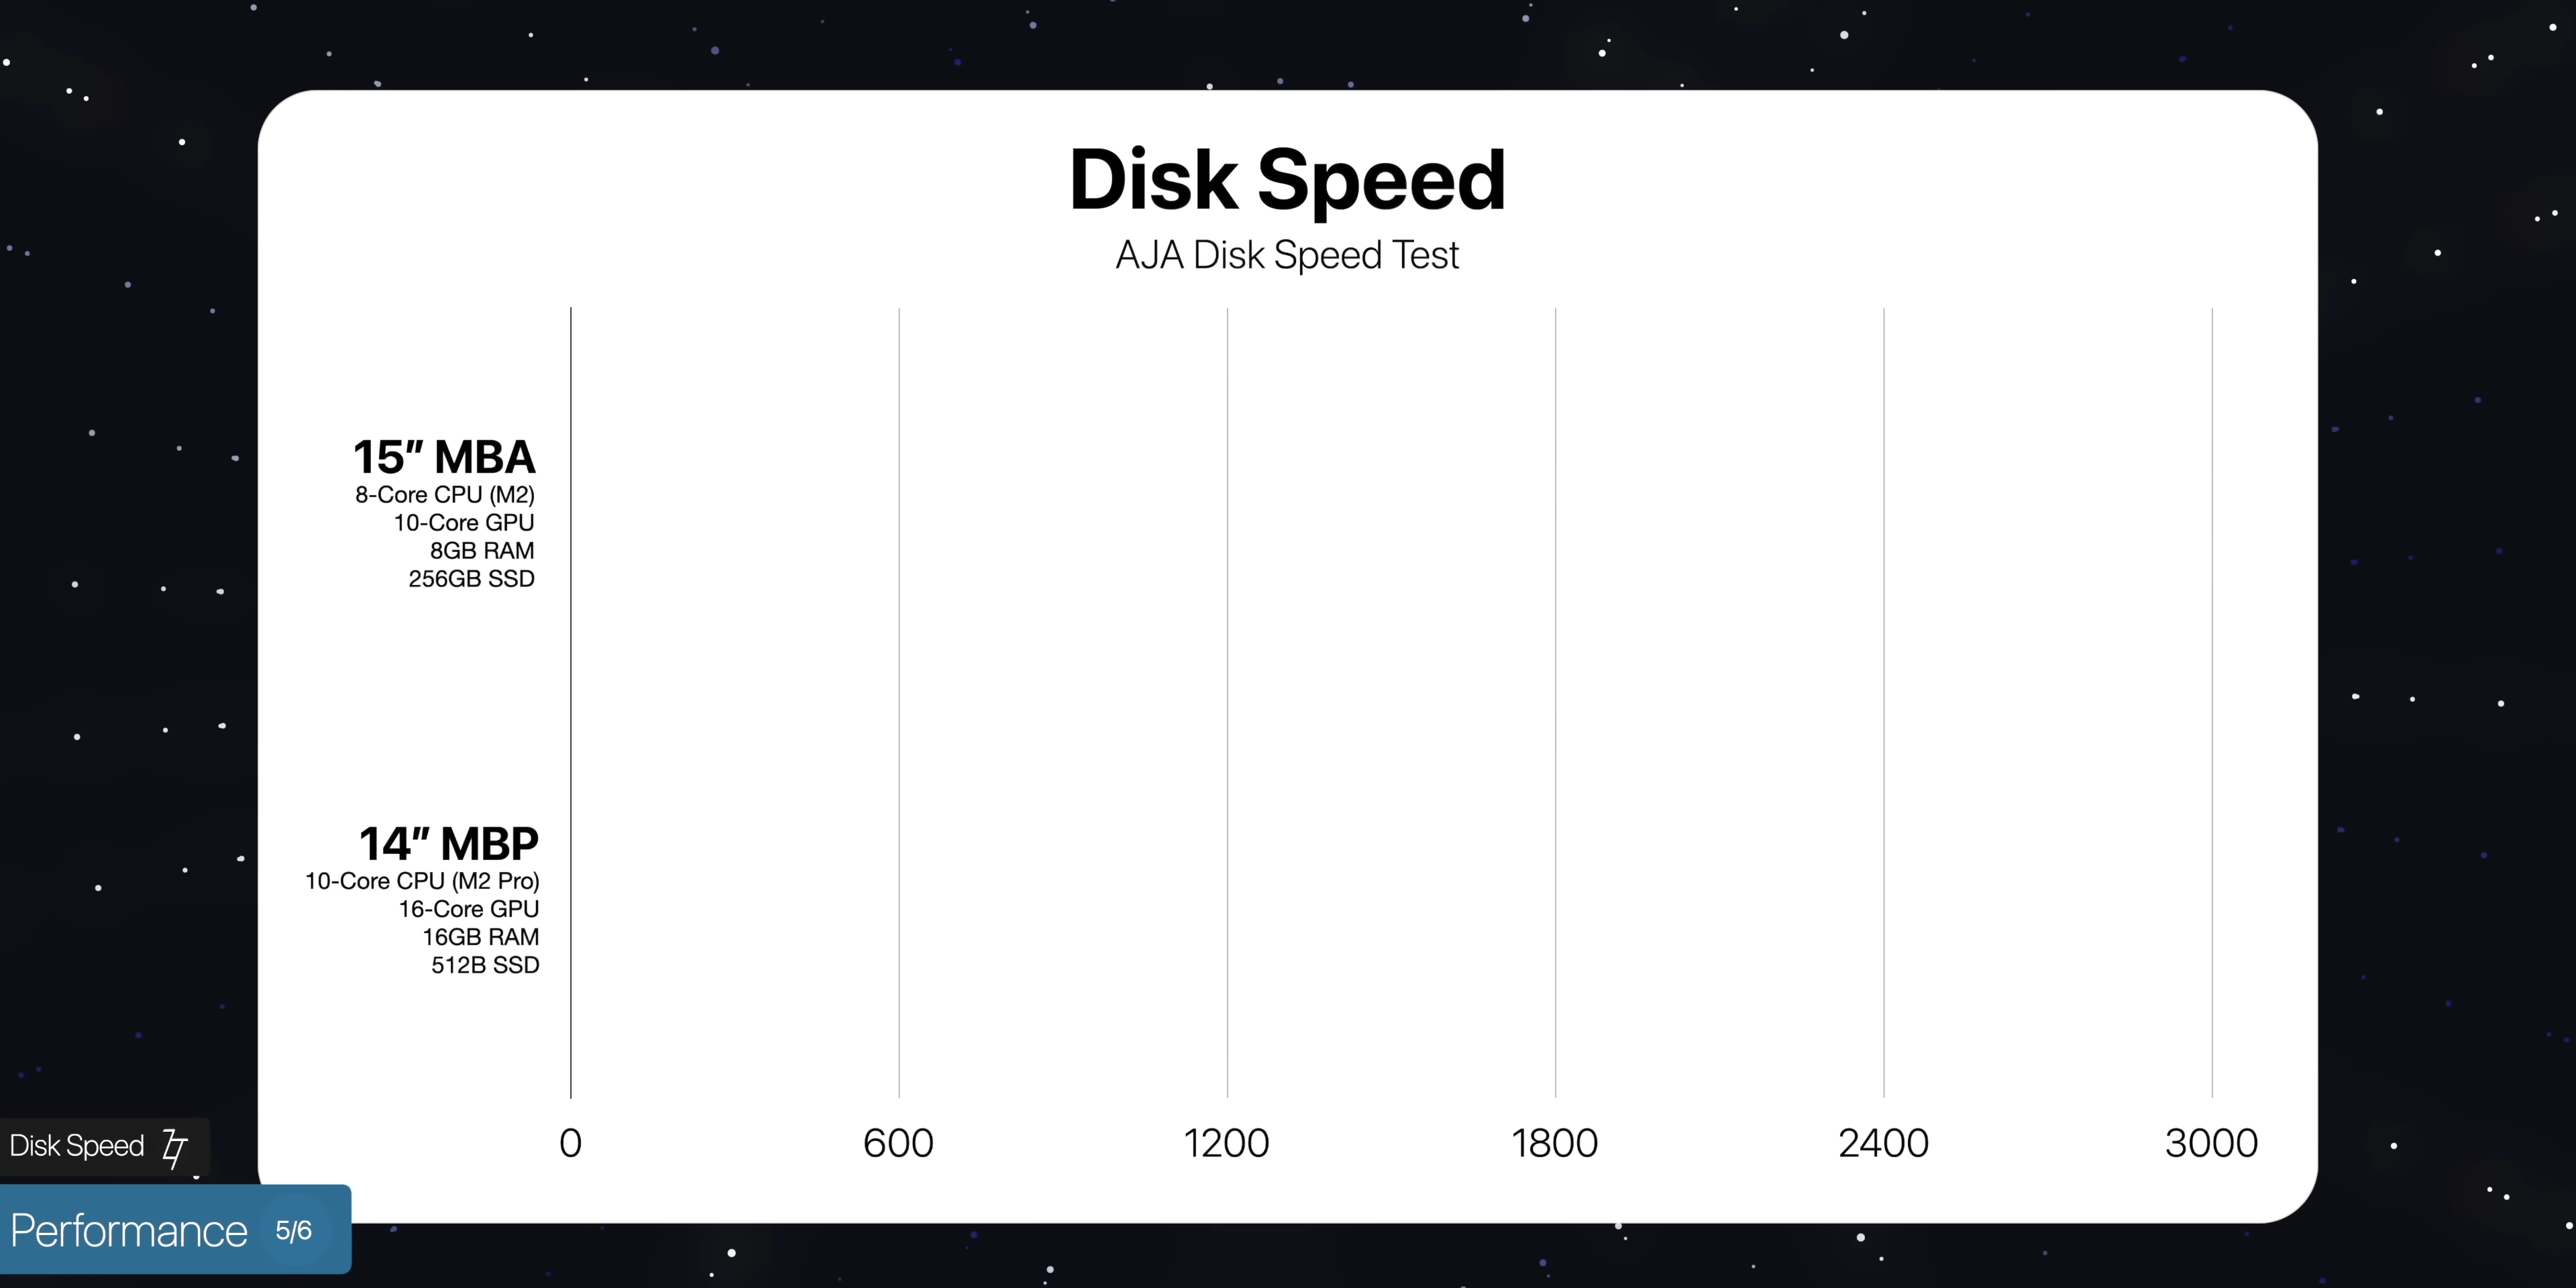 Disk Speed
AJA Disk Speed Test
15″ MBA
8-Core CPU (M2)
10-Core GPU
8GB RAM
256GB SSD
14″ MBP
10-Core CPU (M2 Pro)
16-Core GPU
16GB RAM
512B SSD
0 600 1200 1800 2400 3000
Disk Speed
Performance 5/6